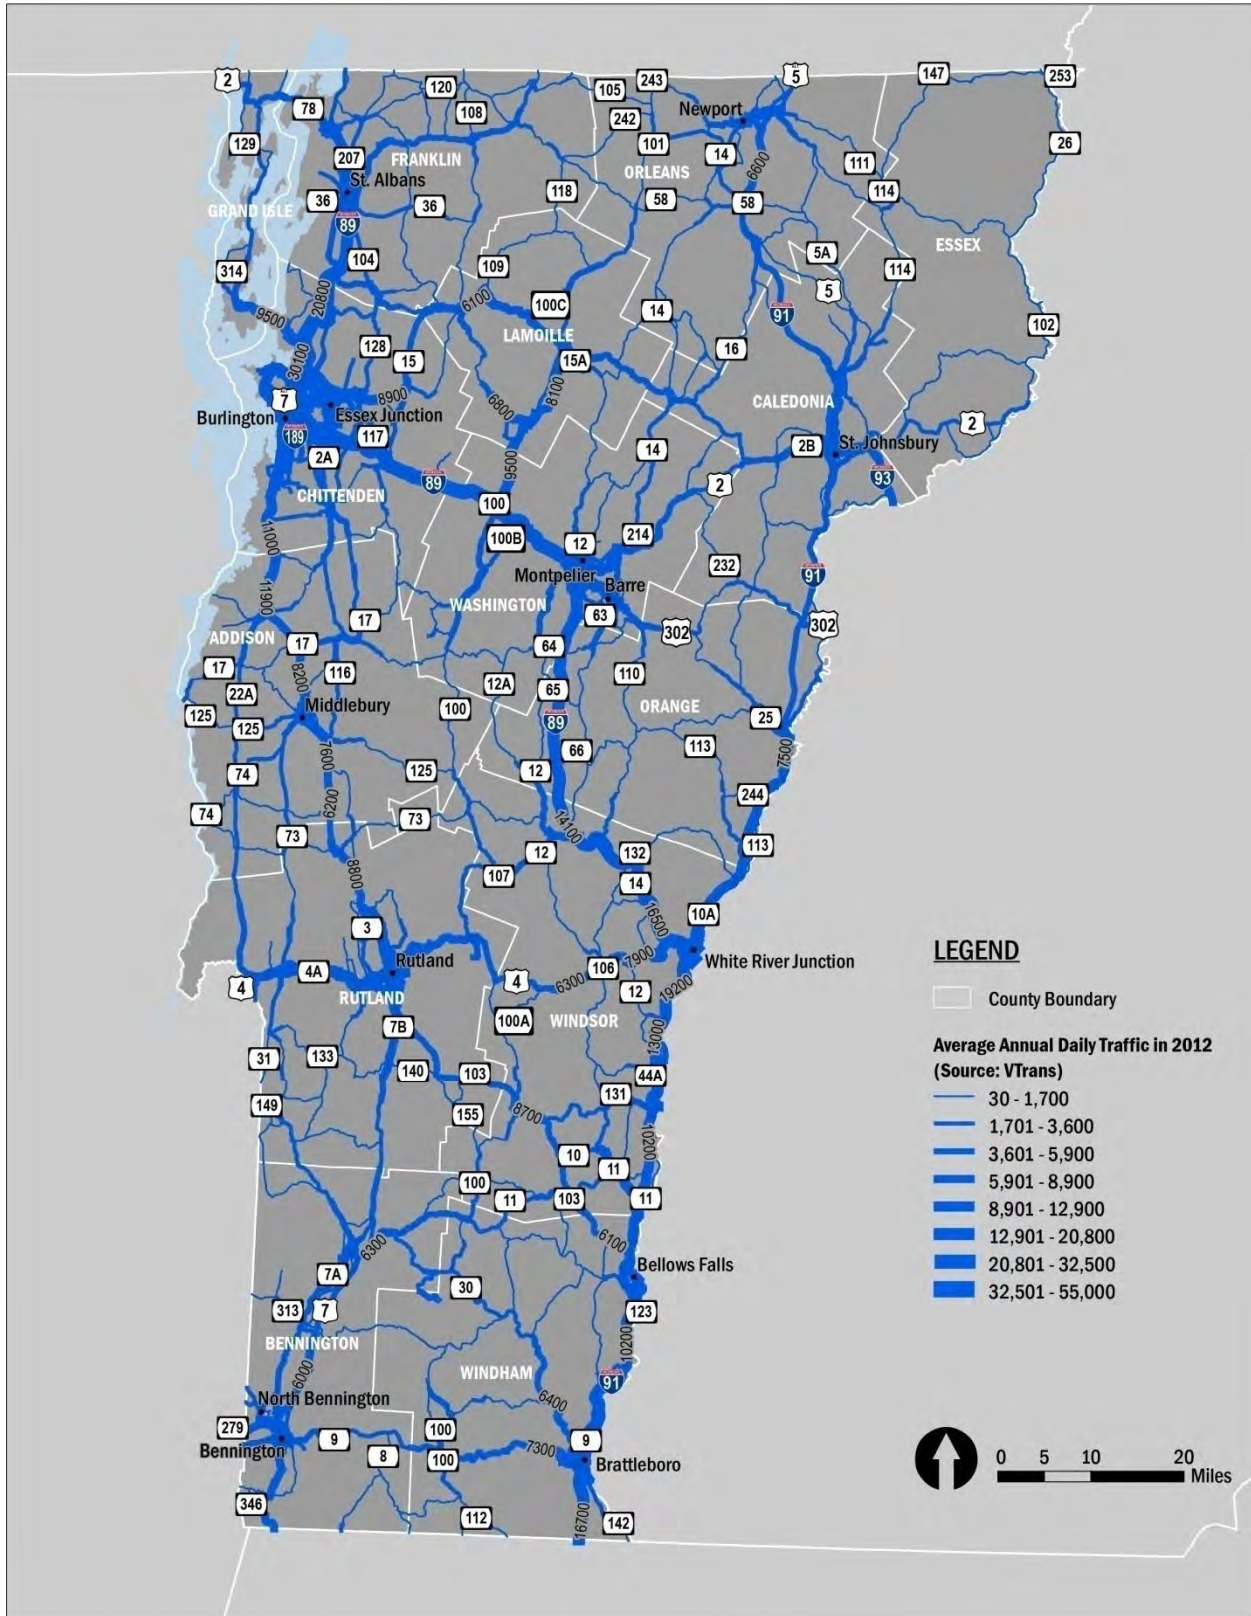 2
78
120
108
105
243
5
147
253
Newport
242
129
207
FRANKLIN
101
14
6600
111
26
St. Albans
ORLEANS
114
36
36
118
58
58
GRAND ISLE
89
ESSEX
5A
314
104
109
114
5
20800
6100
100C
14
91
9500
LAMOILLE
102
128
15
16
30100
15A
8900
8100
7
6800
CALEDONIA
Burlington
Essex Junction
189
117
2
2B
St. Johnsbury
2A
14
89
9500
93
CHITTENDEN
2
100
11000
100B
12
214
Montpelier
232
91
Barre
11900
WASHINGTON
63
17
302
302
ADDISON
17
64
17
8200
116
110
22A
12A
65
125
Middlebury
100
89
ORANGE
25
125
113
7600
66
7500
74
125
12
6200
244
74
73
73
14100
113
12
132
8800
107
14
3
16500
10A
Rutland
7900
White River Junction
4A
106
4
4
6300
12
RUTLAND
19200
100A
WINDSOR
7B
13000
31
133
140
103
44A
131
149
155
8700
10200
10
11
100
11
103
11
6300
6100
Bellows Falls
7A
30
313
7
123
BENNINGTON
10200
WINDHAM
91
6000
6400
North Bennington
279
100
Bennington
9
8
100
7300
9
Brattleboro
346
112
16700
142
LEGEND
County Boundary
Average Annual Daily Traffic in 2012
(Source: VTrans)
30 - 1,700
1,701 - 3,600
3,601 - 5,900
5,901 - 8,900
8,901 - 12,900
12,901 - 20,800
20,801 - 32,500
32,501 - 55,000
0 5 10 20
Miles